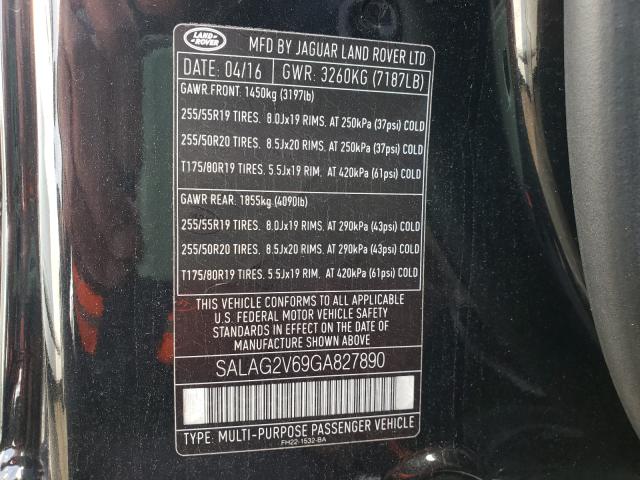 LAND ROVER
MFD BY JAGUAR LAND ROVER LTD
DATE: 04/16 GWR: 3260KG (7187LB)
GAWR FRONT: 1450kg (3197lb)
255/55R19 TIRES. 8.0Jx19 RIMS. AT 250kPa (37psi) COLD
255/50R20 TIRES. 8.5Jx20 RIMS. AT 250kPa (37psi) COLD
T175/80R19 TIRES. 5.5Jx19 RIM. AT 420kPa (61psi) COLD
GAWR REAR: 1855kg (4090lb)
255/55R19 TIRES. 8.0Jx19 RIMS. AT 290kPa (43psi) COLD
255/50R20 TIRES. 8.5Jx20 RIMS. AT 290kPa (43psi) COLD
T175/80R19 TIRES. 5.5Jx19 RIM. AT 420kPa (61psi) COLD
THIS VEHICLE CONFORMS TO ALL APPLICABLE
U.S. FEDERAL MOTOR VEHICLE SAFETY
STANDARDS IN EFFECT ON THE DATE OF
MANUFACTURE SHOWN ABOVE
SALAG2V69GA827890
TYPE: MULTI-PURPOSE PASSENGER VEHICLE
FH22-1532-BA